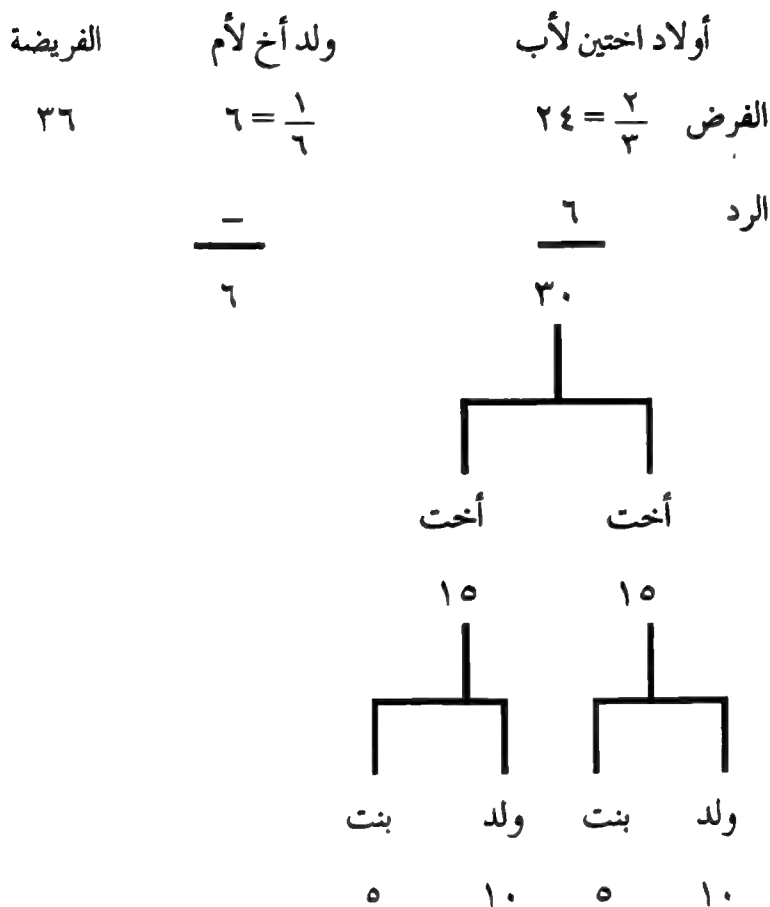 أولاد اختين لأب ولد أخ لأم الفريضة
الفرض ٢/٣ = ٢٤ ١/٦ = ٦ ٣٦
الرد ٦ –
٣٠ ٦
أخت أخت
١٥ ١٥
ولد بنت ولد بنت
١٠ ٥ ١٠ ٥